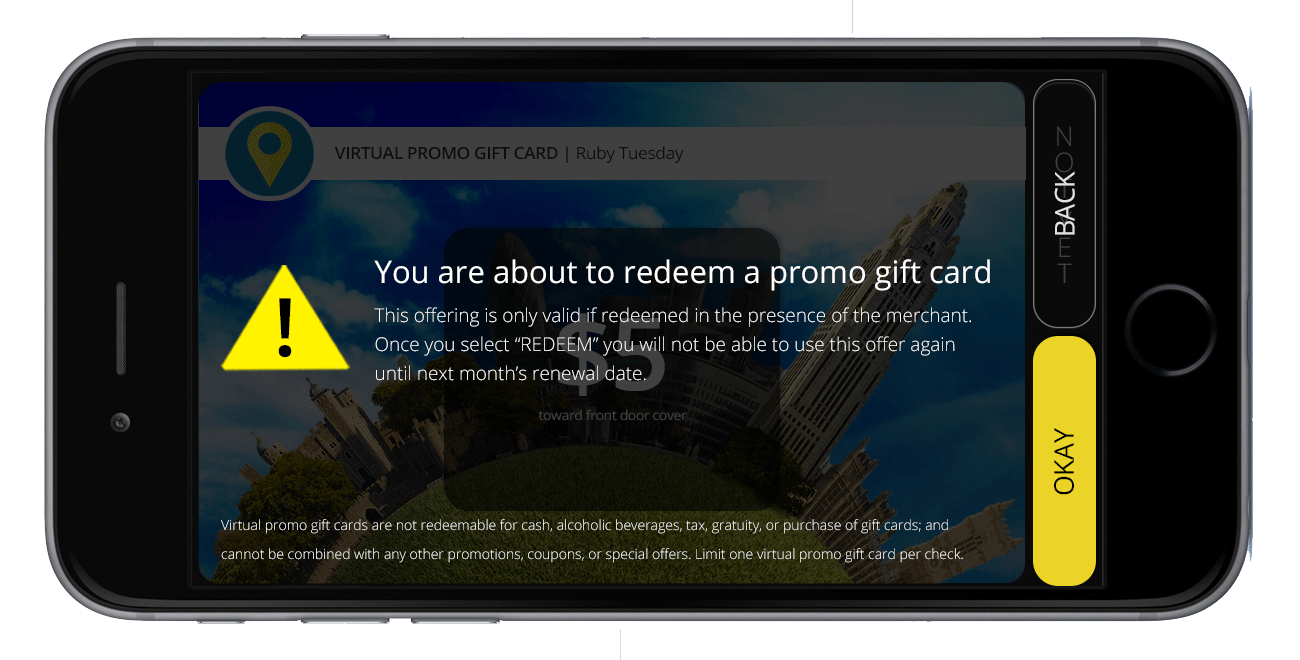 VIRTUAL PROMO GIFT CARD | Ruby Tuesday
You are about to redeem a promo gift card
This offering is only valid if redeemed in the presence of the merchant.
Once you select “REDEEM” you will not be able to use this offer again
until next month’s renewal date.
$5
toward front door cover
Virtual promo gift cards are not redeemable for cash, alcoholic beverages, tax, gratuity, or purchase of gift cards; and
cannot be combined with any other promotions, coupons, or special offers. Limit one virtual promo gift card per check.
BACK
OKAY